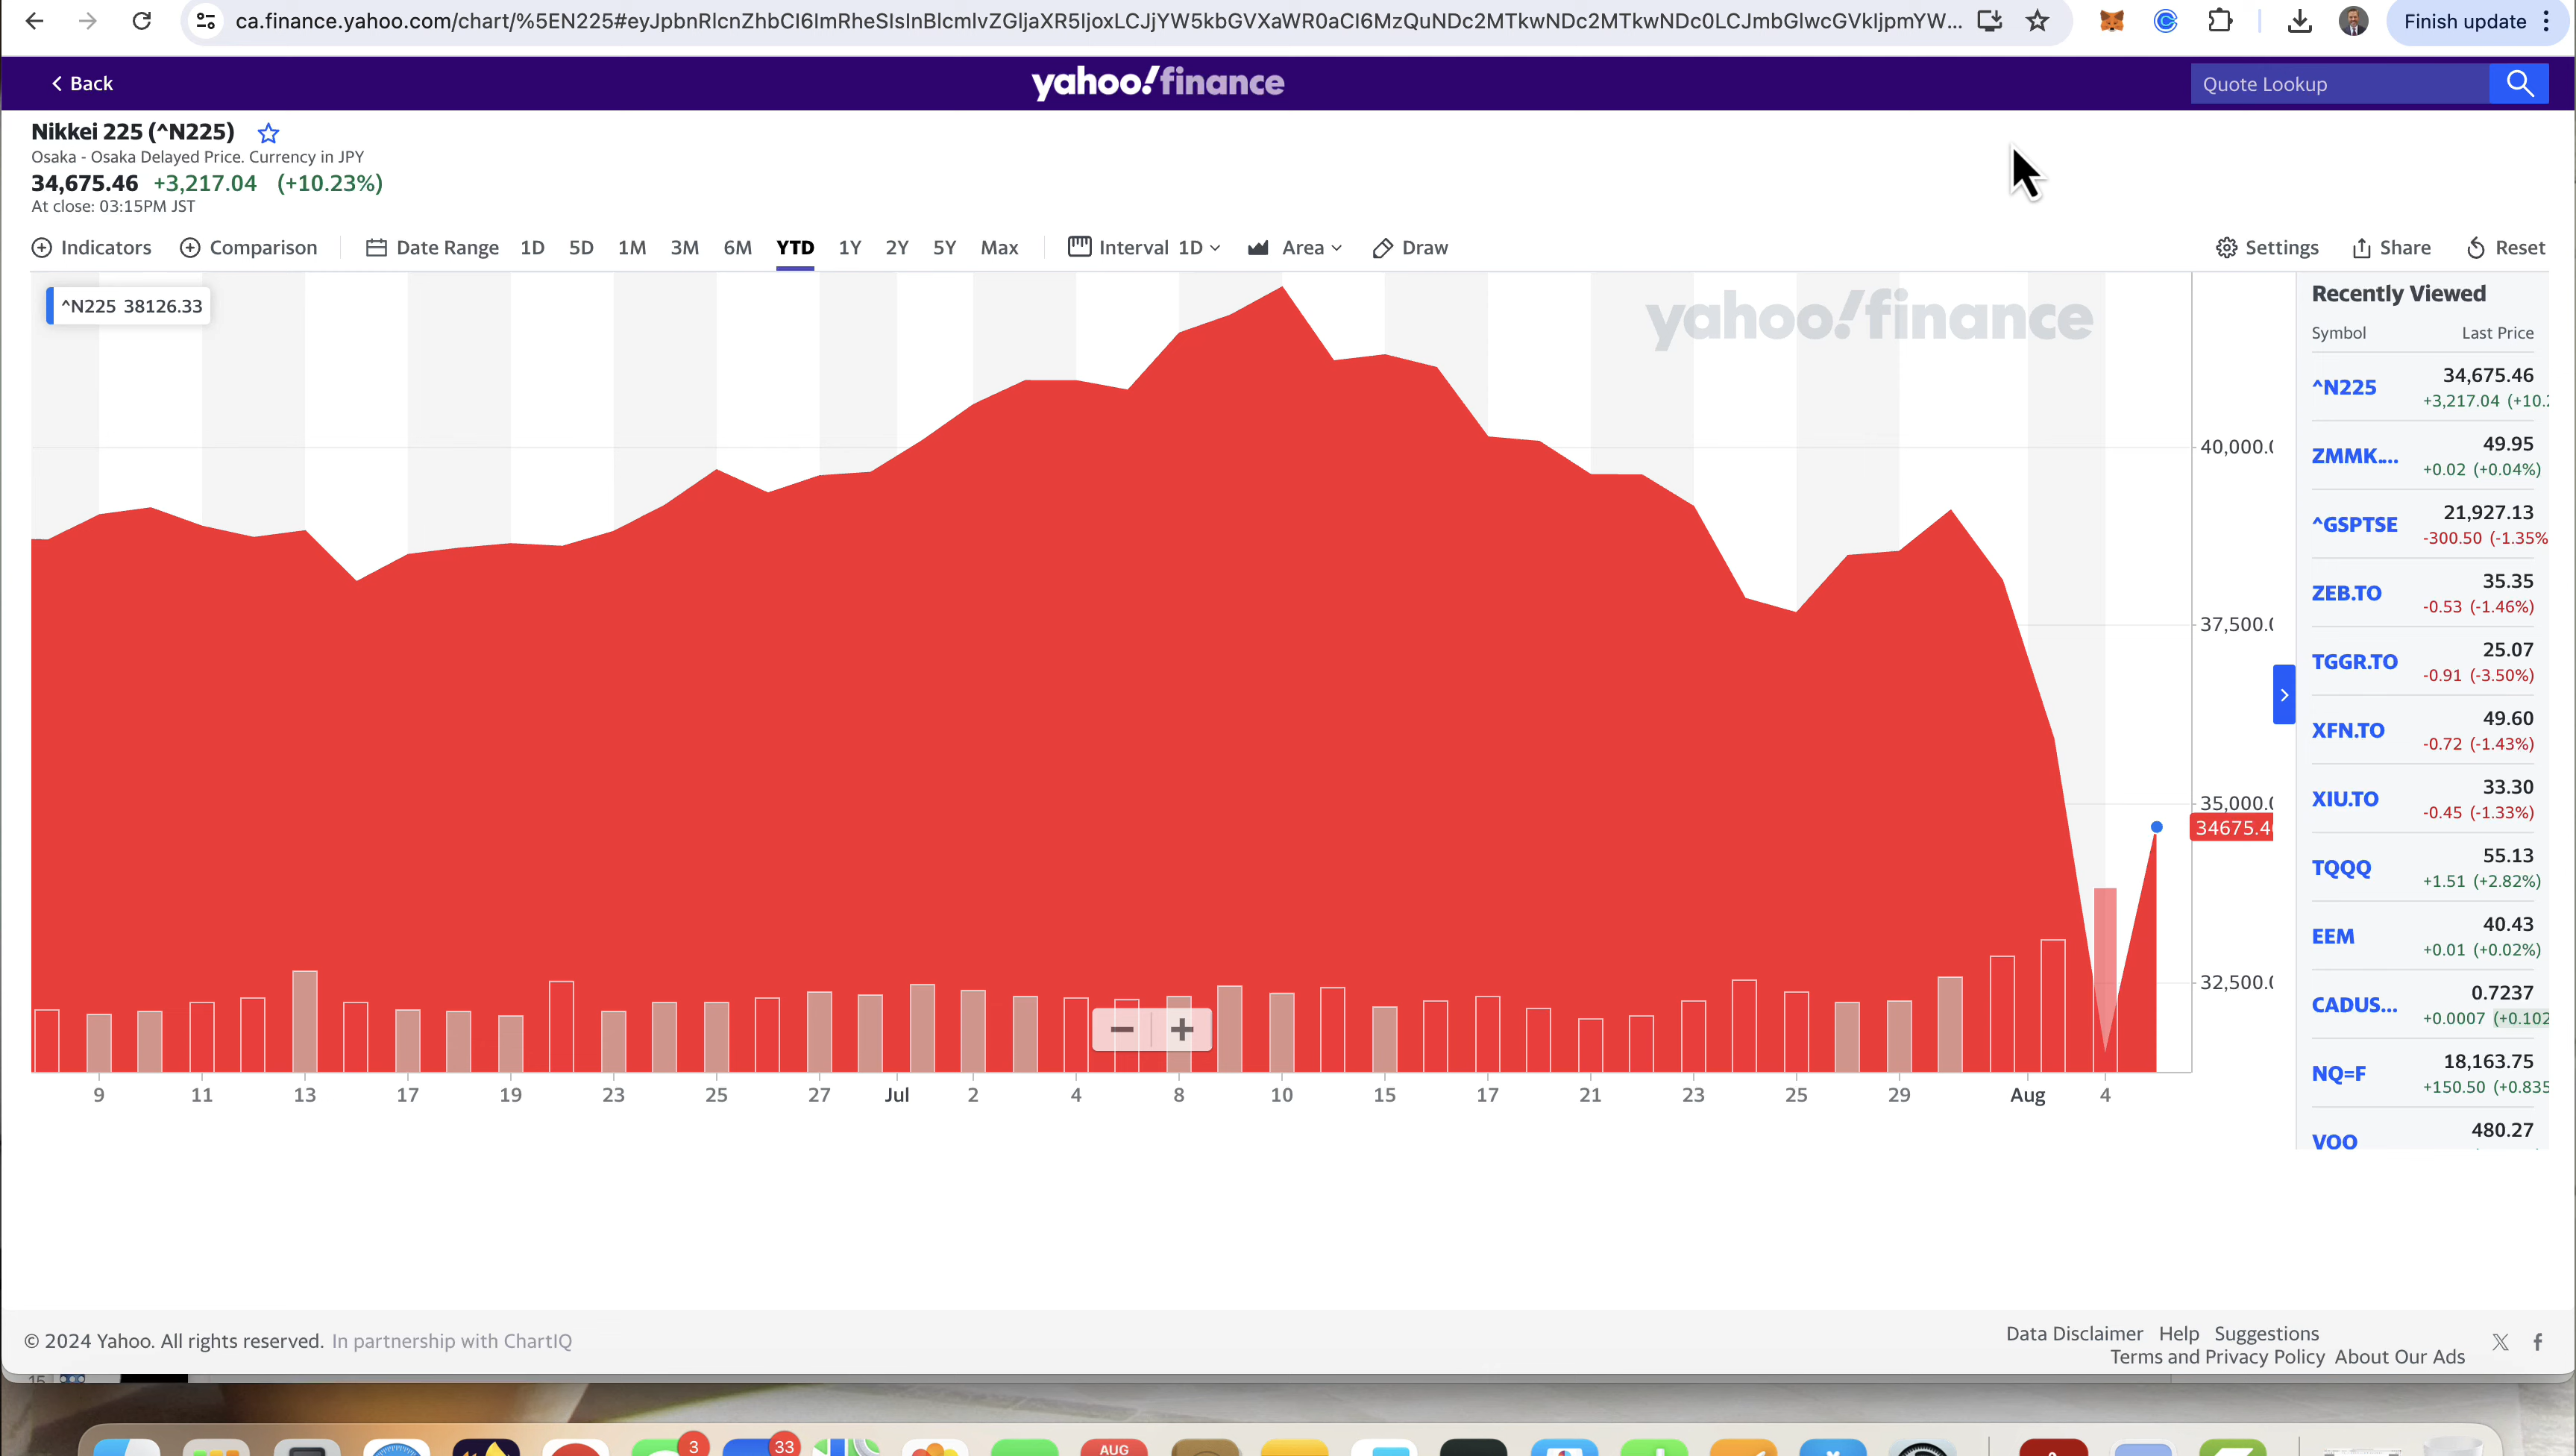 ca.finance.yahoo.com/chart/%5EN225#eyJpbnRlcnZhbCI6ImRheSIsInBlcmlvZGljaXR5IjoxLCJjYW5kbGVXaWR0aCI6MzQuNDc2MTkwNDc2MTkwNDc0LCJmbGlwcGVkIjpmYW...
Finish update
Back
yahoo!finance
Quote Lookup
Nikkei 225 (^N225)
Osaka - Osaka Delayed Price. Currency in JPY
34,675.46 +3,217.04 (+10.23%)
At close: 03:15PM JST
Indicators Comparison Date Range 1D 5D 1M 3M 6M YTD 1Y 2Y 5Y Max Interval 1D Area Draw Settings Share Reset
^N225 38126.33
yahoo!finance
40,000.0
37,500.0
35,000.0
34675.46
32,500.0
9 11 13 17 19 23 25 27 Jul 2 4 8 10 15 17 21 23 25 29 Aug 4
Recently Viewed
Symbol Last Price
^N225 34,675.46
+3,217.04 (+10.2
ZMMK.... 49.95
+0.02 (+0.04%)
^GSPTSE 21,927.13
-300.50 (-1.35%
ZEB.TO 35.35
-0.53 (-1.46%)
TGGR.TO 25.07
-0.91 (-3.50%)
XFN.TO 49.60
-0.72 (-1.43%)
XIU.TO 33.30
-0.45 (-1.33%)
TQQQ 55.13
+1.51 (+2.82%)
EEM 40.43
+0.01 (+0.02%)
CADUS... 0.7237
+0.0007 (+0.102
NQ=F 18,163.75
+150.50 (+0.835
VOO 480.27
© 2024 Yahoo. All rights reserved. In partnership with ChartIQ
Data Disclaimer Help Suggestions
Terms and Privacy Policy About Our Ads
3
33
AUG